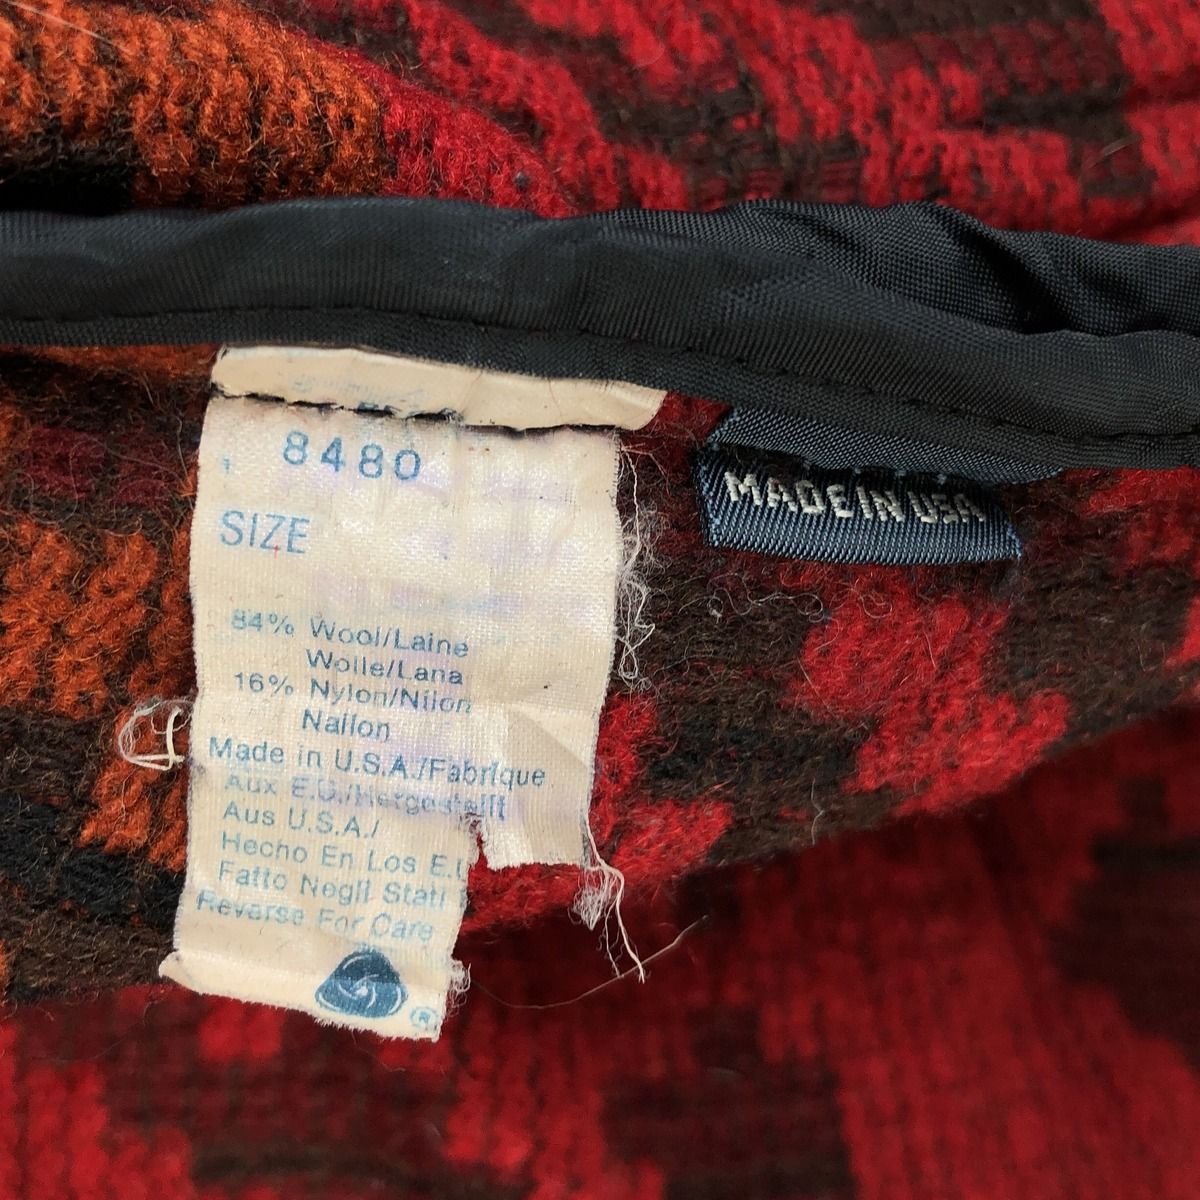 8480
SIZE
84% Wool/Laine
Wolle/Lana
16% Nylon/Nilon
Nailon
Made in U.S.A./Fabrique
Aux E.U./Hergestellt
Aus U.S.A./
Hecho En Los E.U
Fatto Negli Stati
Reverse For Care
®
MADE IN USA